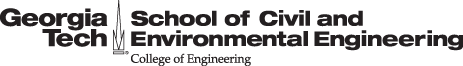 Georgia Tech
School of Civil and
Environmental Engineering
College of Engineering